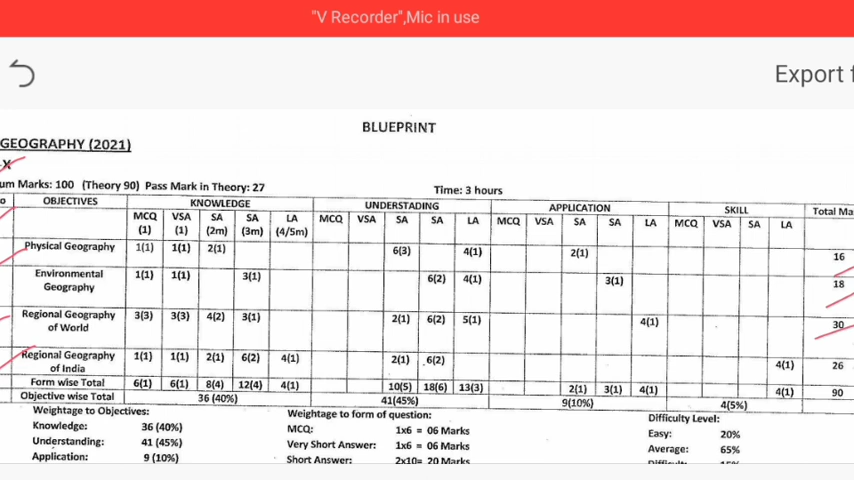 "V Recorder",Mic in use
Export
BLUEPRINT
GEOGRAPHY (2021)
X
um Marks: 100 (Theory 90) Pass Mark in Theory: 27 Time: 3 hours
o OBJECTIVES KNOWLEDGE UNDERSTADING APPLICATION SKILL Total Ma
MCQ (1) VSA (1) SA (2m) SA (3m) LA (4/5m) MCQ VSA SA SA LA MCQ VSA SA SA LA MCQ VSA SA LA
Physical Geography 1(1) 1(1) 2(1) 6(3) 4(1) 2(1) 16
Environmental Geography 1(1) 1(1) 3(1) 6(2) 4(1) 3(1) 18
Regional Geography of World 3(3) 3(3) 4(2) 3(1) 2(1) 6(2) 5(1) 4(1) 30
Regional Geography of India 1(1) 1(1) 2(1) 6(2) 4(1) 2(1) 6(2) 4(1) 26
Form wise Total 6(1) 6(1) 8(4) 12(4) 4(1) 10(5) 18(6) 13(3) 2(1) 3(1) 4(1) 4(1) 90
Objective wise Total 36 (40%) 41(45%) 9(10%) 4(5%)
Weightage to Objectives: Weightage to form of question: Difficulty Level:
Knowledge: 36 (40%) MCQ: 1x6 = 06 Marks Easy: 20%
Understanding: 41 (45%) Very Short Answer: 1x6 = 06 Marks Average: 65%
Application: 9 (10%) Short Answer: 2x10= 20 Marks